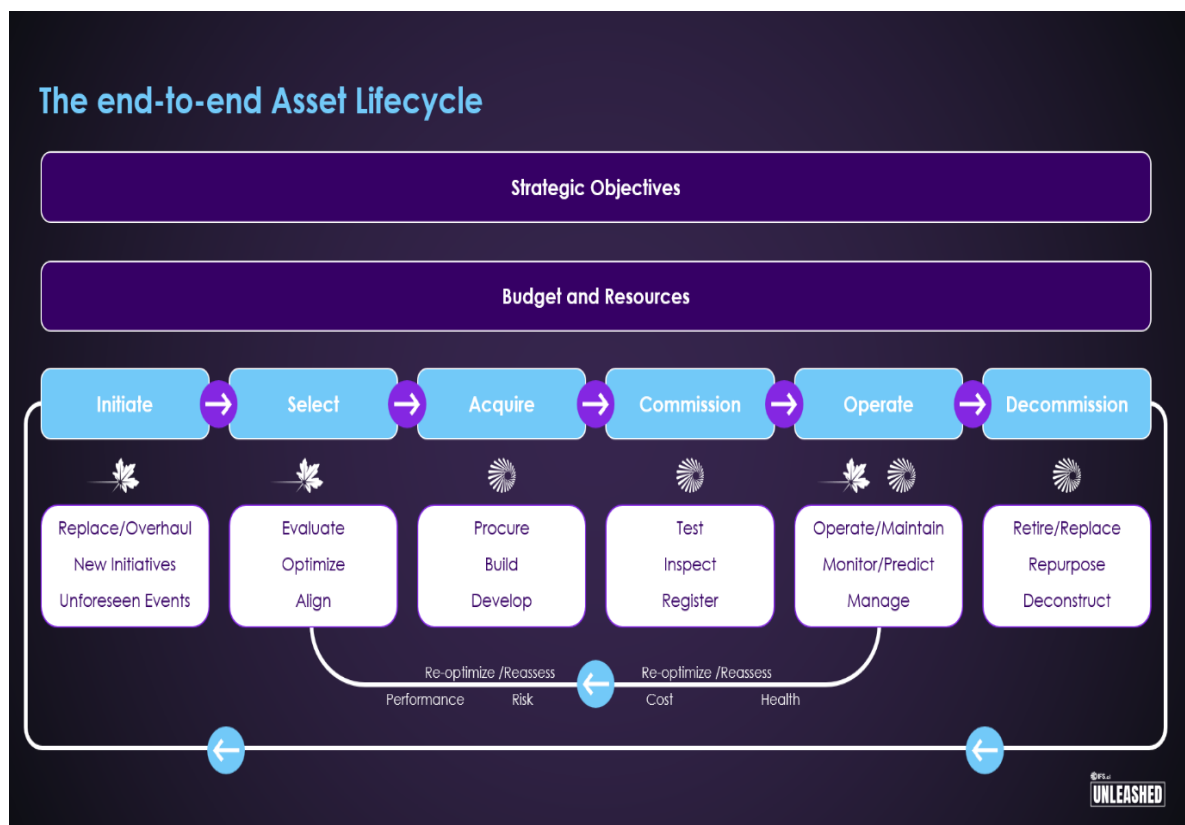 The end-to-end Asset Lifecycle
Strategic Objectives
Budget and Resources
Initiate
Select
Acquire
Commission
Operate
Decommission
Replace/Overhaul
New Initiatives
Unforeseen Events
Evaluate
Optimize
Align
Procure
Build
Develop
Test
Inspect
Register
Operate/Maintain
Monitor/Predict
Manage
Retire/Replace
Repurpose
Deconstruct
Re-optimize /Reassess
Re-optimize /Reassess
Performance
Risk
Cost
Health
IFS.ai
UNLEASHED